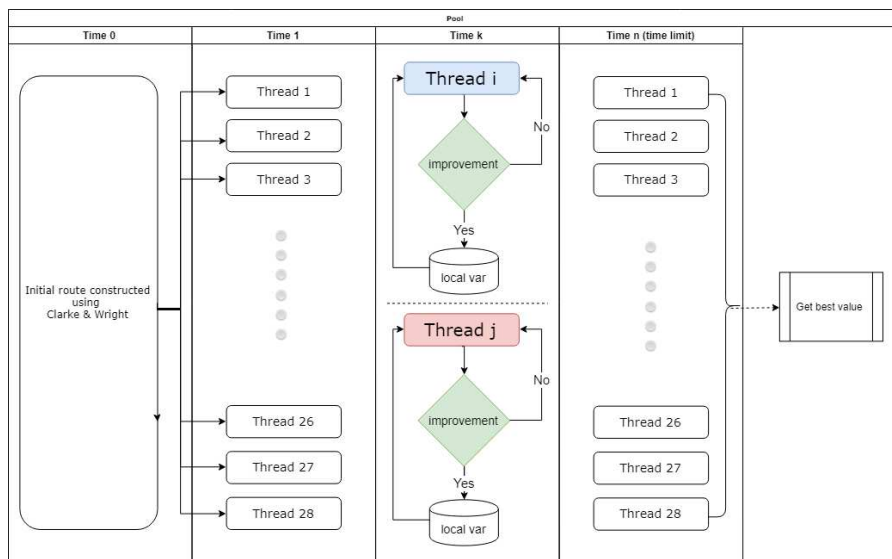 Pool
Time 0
Time 1
Time k
Time n (time limit)
Initial route constructed
using
Clarke & Wright
Thread 1
Thread 2
Thread 3
Thread 26
Thread 27
Thread 28
Thread i
No
improvement
Yes
local var
Thread j
No
improvement
Yes
local var
Thread 1
Thread 2
Thread 3
Thread 26
Thread 27
Thread 28
Get best value